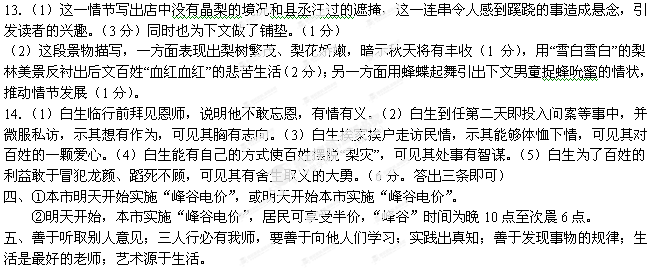 13.（1）这一情节写出店中没有晶梨的境况和县丞汪过的遮掩，这一连串令人感到蹊跷的事造成悬念，引
发读者的兴趣。（3分）同时也为下文做了铺垫。（1分）
（2）这段景物描写，一方面表现出梨树繁茂、梨花娇嫩，暗示秋天将有丰收（1 分），用“雪白雪白”的梨
林美景反衬出后文百姓“血红血红”的悲苦生活（2分）；另一方面用蜂蝶起舞引出下文男童捉蜂吮蜜的情状，
推动情节发展（1分）。
14.（1）白生临行前拜见恩师，说明他不敢忘恩，有情有义。（2）白生到任第二天即投入问案等事中，并
微服私访，示其想有作为，可见其胸有志向。（3）白生挨家挨户走访民情，示其能够体恤下情，可见其对
百姓的一颗爱心。（4）白生能有自己的方式使百姓摆脱“梨灾”，可见其处事有智谋。（5）白生为了百姓的
利益敢于冒犯龙颜、蹈死不顾，可见其有舍生取义的大勇。（6分。答出三条即可）
四、①本市明天开始实施“峰谷电价”，或明天开始本市实施“峰谷电价”。
②明天开始，本市实施“峰谷电价”，居民可享受半价，“峰谷”时间为晚10点至次晨6点。
五、善于听取别人意见；三人行必有我师，要善于向他人们学习；实践出真知；善于发现事物的规律；生
活是最好的老师；艺术源于生活。